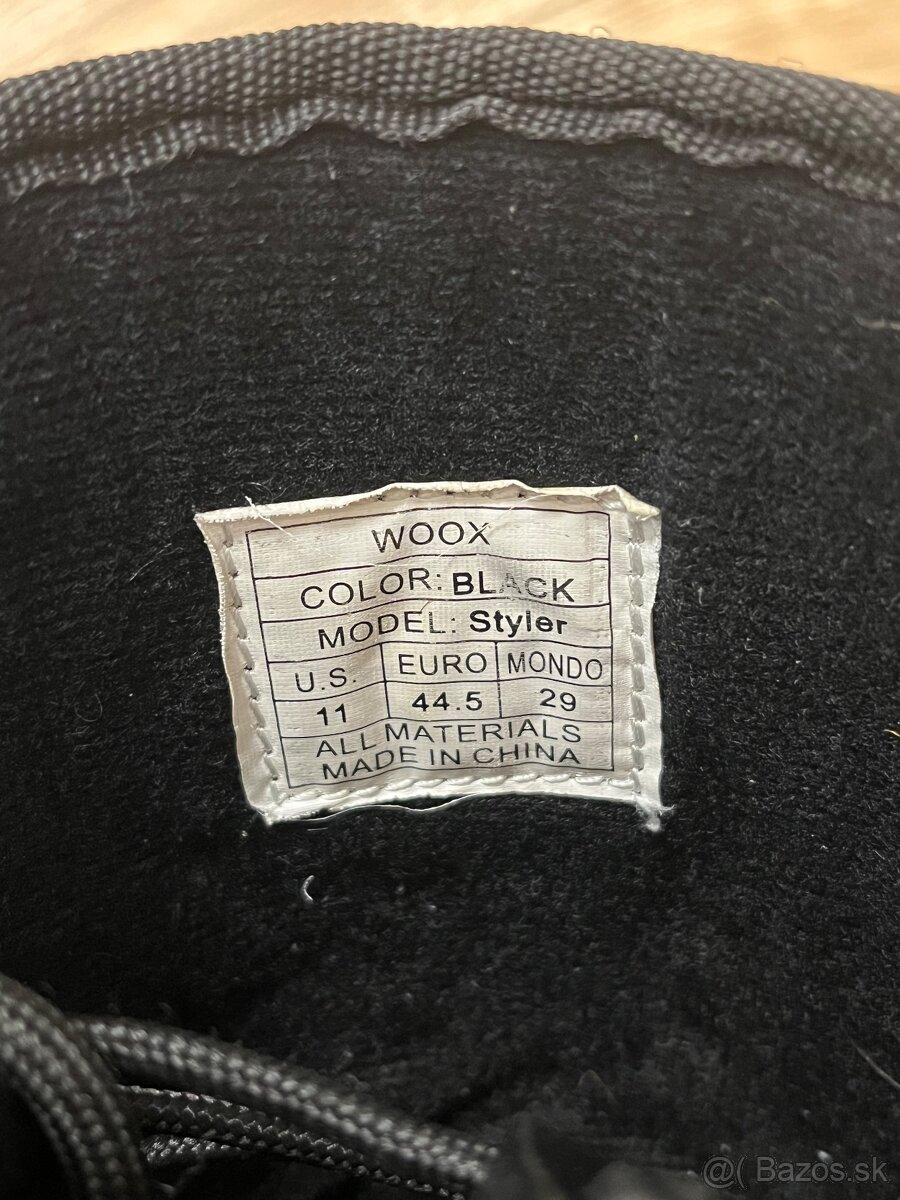 WOOX
COLOR: BLACK
MODEL: Styler
U.S. EURO MONDO
11 44.5 29
ALL MATERIALS
MADE IN CHINA
@( Bazos.sk